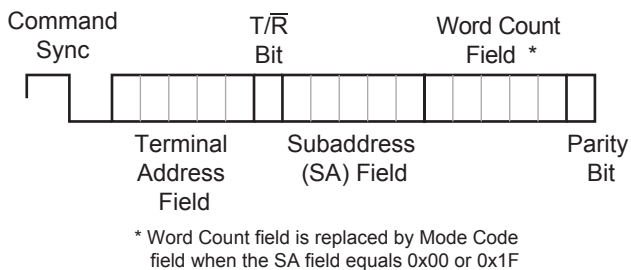 Command
Sync
T/R̅
Bit
Word Count
Field *
Terminal
Address
Field
Subaddress
(SA) Field
Parity
Bit
* Word Count field is replaced by Mode Code
field when the SA field equals 0x00 or 0x1F